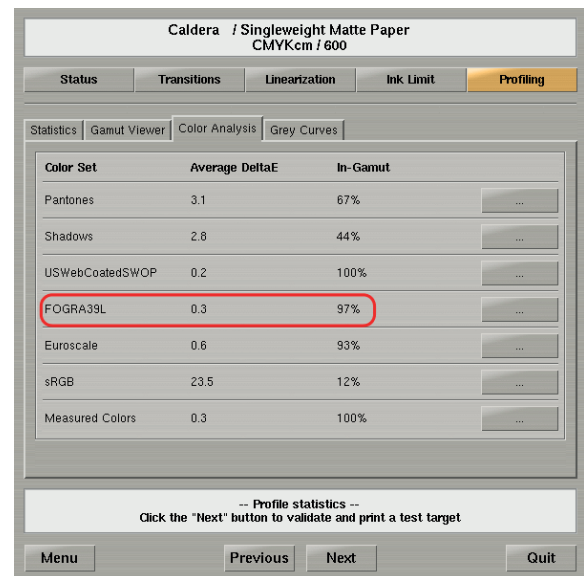 Caldera / Singleweight Matte Paper
CMYKcm / 600
Status Transitions Linearization Ink Limit Profiling
Statistics Gamut Viewer Color Analysis Grey Curves
Color Set Average DeltaE In-Gamut
Pantones 3.1 67% ...
Shadows 2.8 44% ...
USWebCoatedSWOP 0.2 100% ...
FOGRA39L 0.3 97% ...
Euroscale 0.6 93% ...
sRGB 23.5 12% ...
Measured Colors 0.3 100% ...
-- Profile statistics --
Click the "Next" button to validate and print a test target
Menu Previous Next Quit